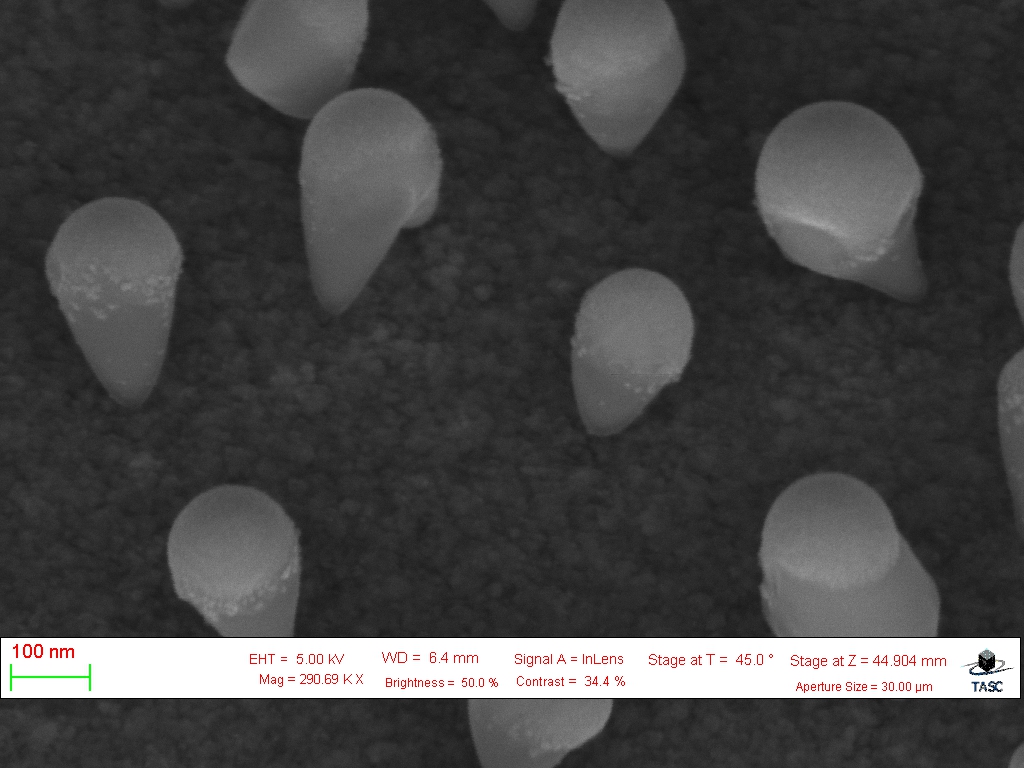 100 nm
EHT = 5.00 kV WD = 6.4 mm Signal A = InLens Stage at T = 45.0 ° Stage at Z = 44.904 mm
Mag = 290.69 K X Brightness = 50.0 % Contrast = 34.4 % Aperture Size = 30.00 µm
TASC